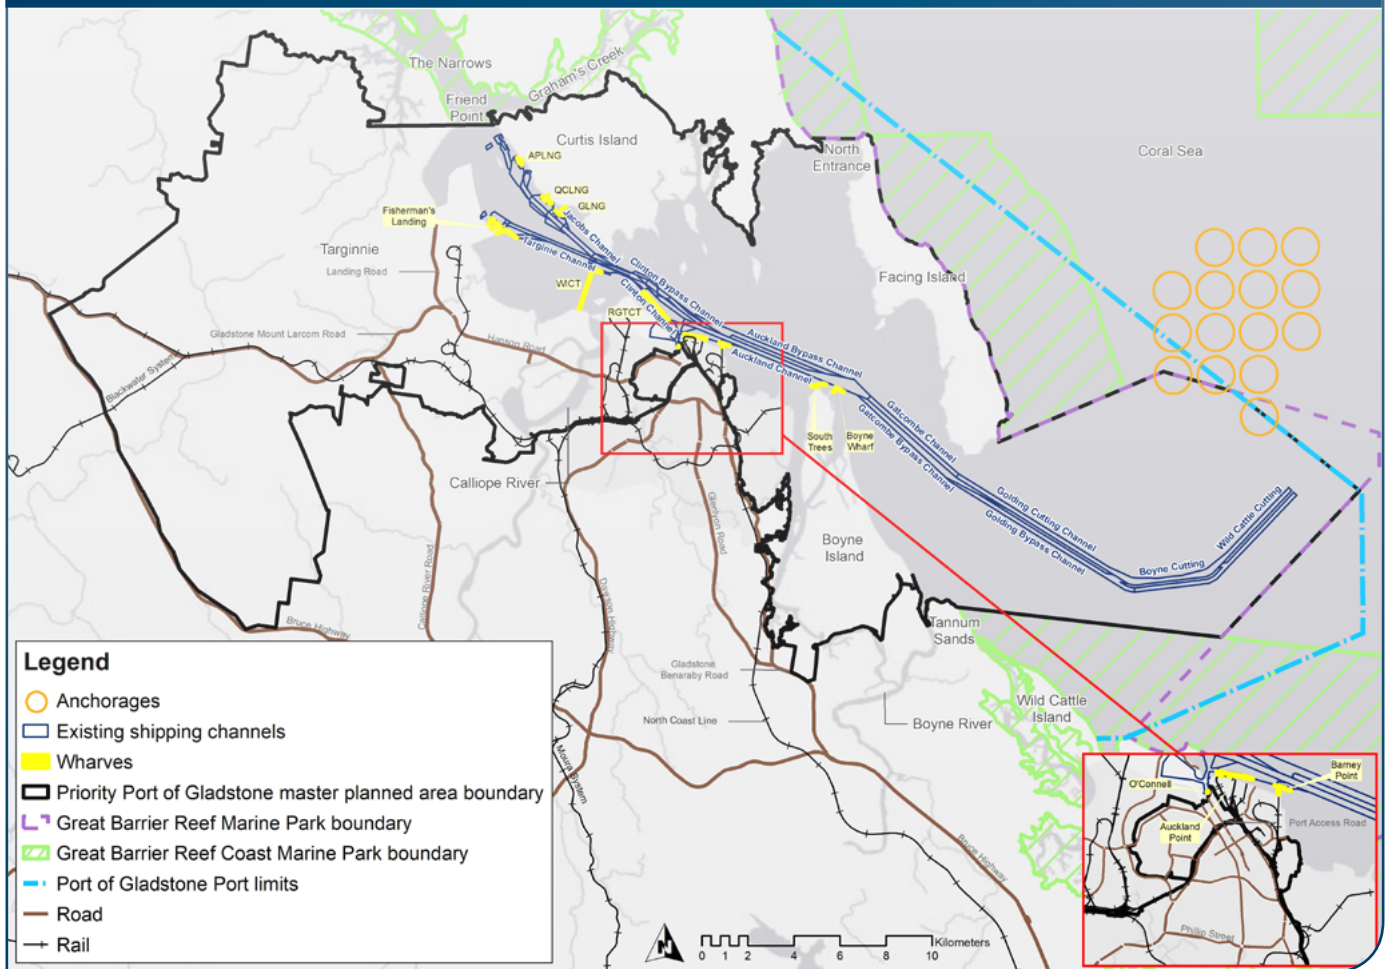 The Narrows
Graham's Creek
Friend
Point
Curtis Island
North
Entrance
Coral Sea
APLNG
QCLNG
GLNG
Fisherman's
Landing
Jacobs Channel
Targinie Channel
Targinnie
Landing Road
Clinton Bypass Channel
Facing Island
WICT
Clinton Channel
RGTCT
Gladstone Mount Larcom Road
Hanson Road
Auckland Bypass Channel
Auckland Channel
Blackwater System
Gatcombe Channel
Gatcombe Bypass Channel
South
Trees
Boyne
Wharf
Calliope River
Golding Cutting Channel
Golding Bypass Channel
Wild Cattle Cutting
Boyne Cutting
Glenlyon Road
Boyne
Island
Calliope River Road
Dawson Highway
Bruce Highway
Tannum
Sands
Gladstone
Benaraby Road
Wild Cattle
Island
North Coast Line
Boyne River
Moura System
Bruce Highway
Legend
Anchorages
Existing shipping channels
Wharves
Priority Port of Gladstone master planned area boundary
Great Barrier Reef Marine Park boundary
Great Barrier Reef Coast Marine Park boundary
Port of Gladstone Port limits
Road
Rail
N
0 1 2 4 6 8 10
Kilometers
Barney
Point
O'Connell
Auckland
Point
Port Access Road
Philip Street